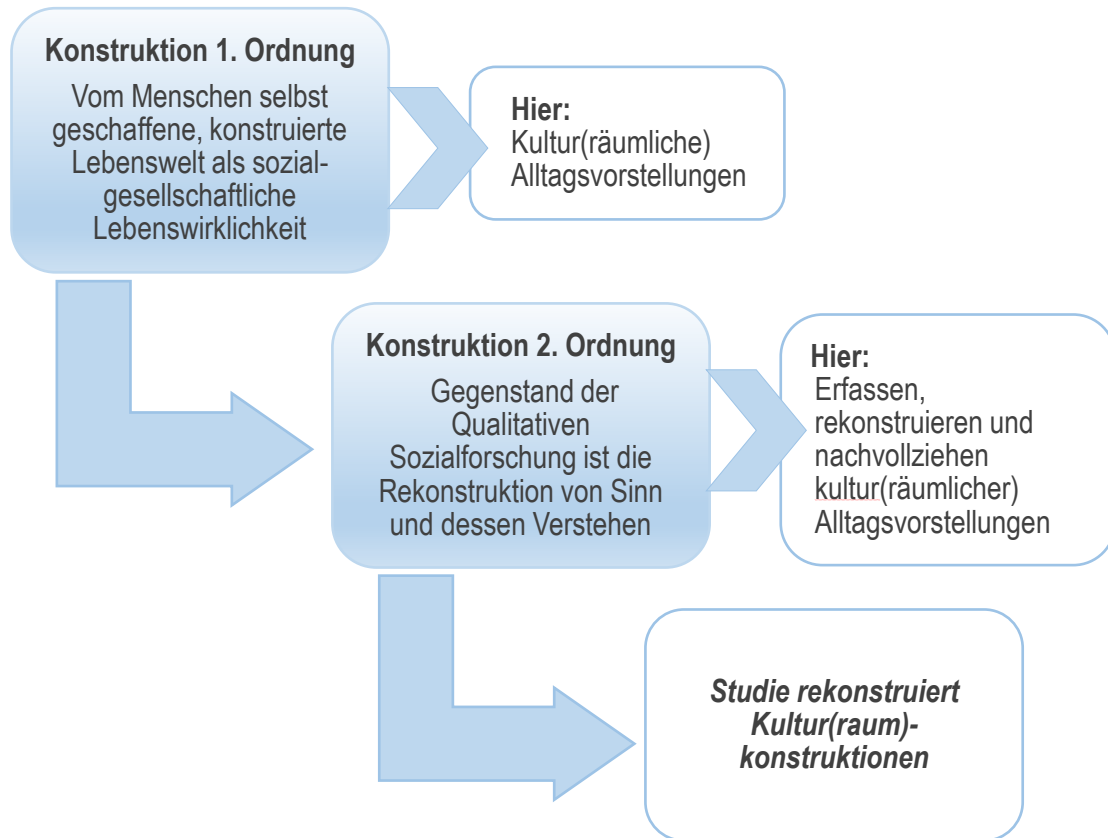 Konstruktion 1. Ordnung
Vom Menschen selbst
geschaffene, konstruierte
Lebenswelt als sozial-
gesellschaftliche
Lebenswirklichkeit
Hier:
Kultur(räumliche)
Alltagsvorstellungen
Konstruktion 2. Ordnung
Gegenstand der
Qualitativen
Sozialforschung ist die
Rekonstruktion von Sinn
und dessen Verstehen
Hier:
Erfassen,
rekonstruieren und
nachvollziehen
kultur(räumlicher)
Alltagsvorstellungen
Studie rekonstruiert
Kultur(raum)-
konstruktionen